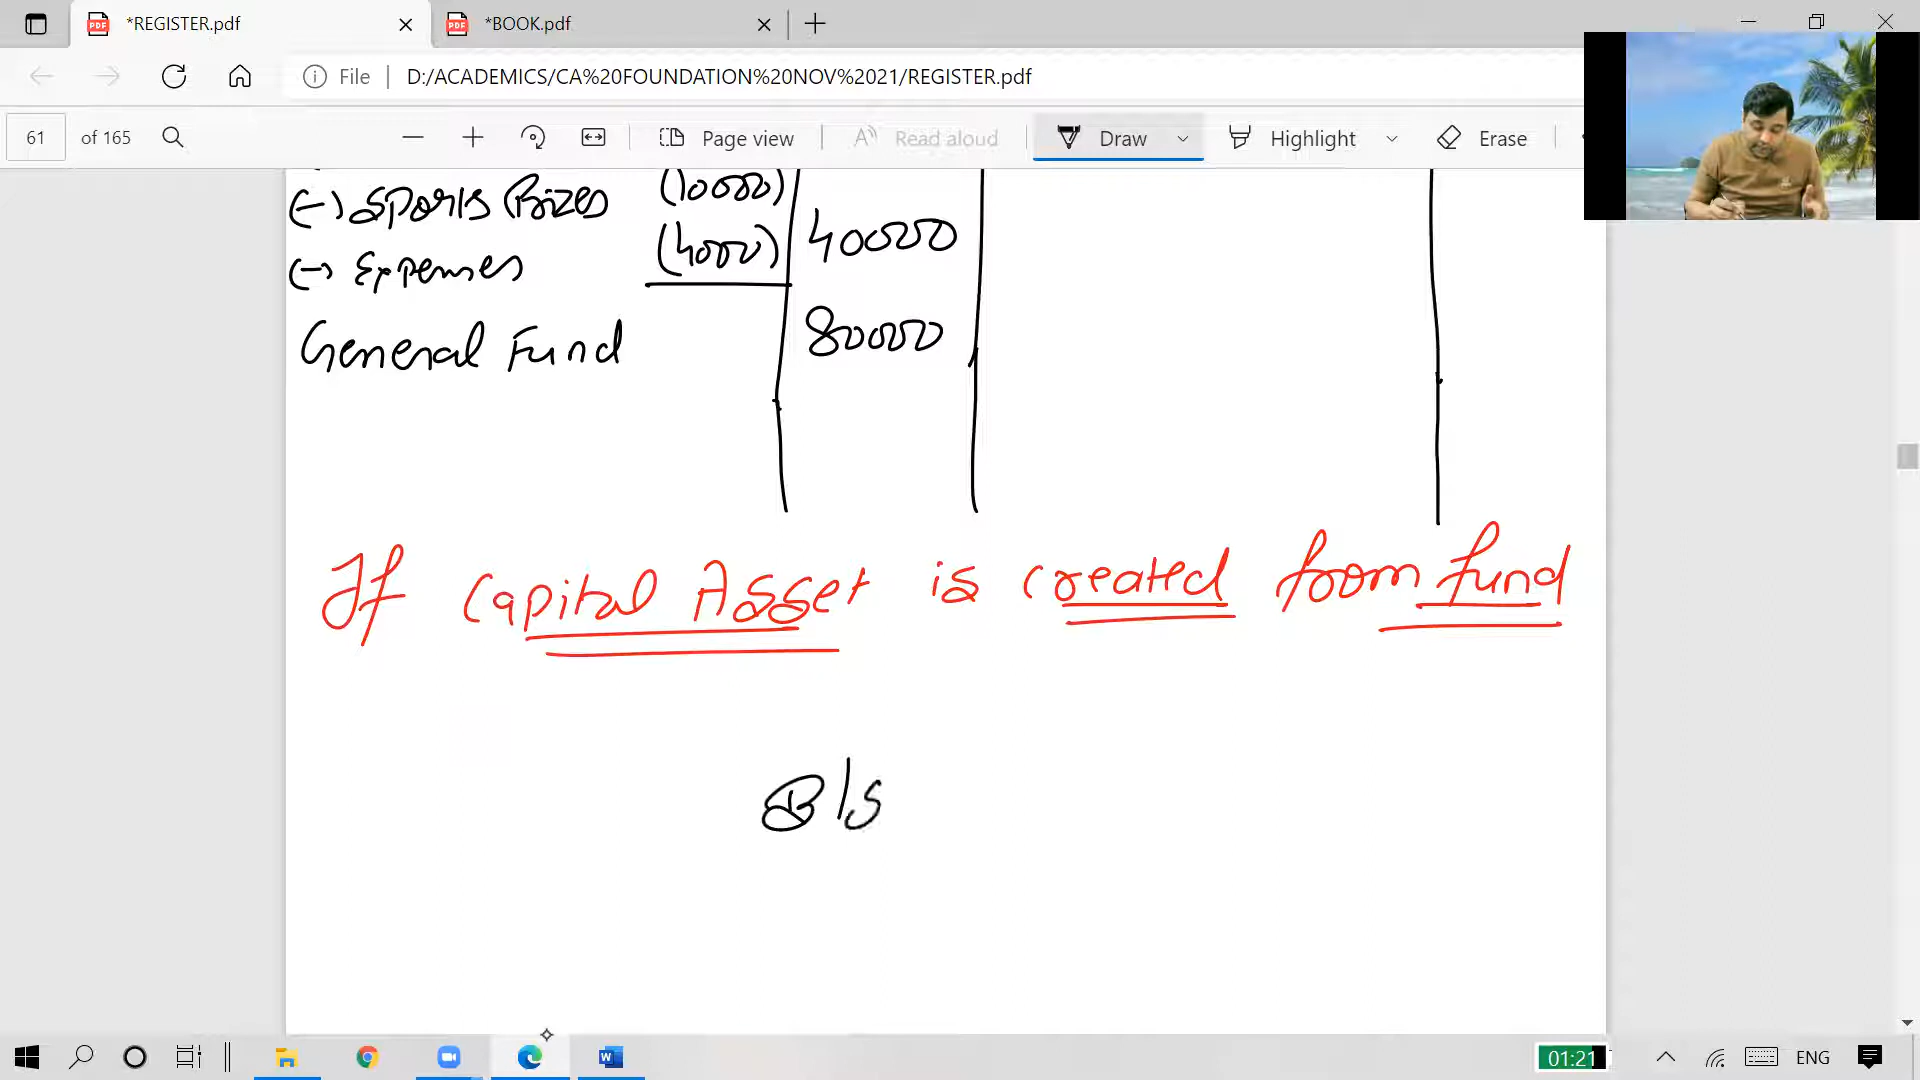 *REGISTER.pdf
*BOOK.pdf
File
D:/ACADEMICS/CA%20FOUNDATION%20NOV%2021/REGISTER.pdf
61 of 165
Page view
Read aloud
Draw
Highlight
Erase
(10000)
(-) Sports Prizes
(4000) 40000
(-) Expenses
General Fund 80000
If Capital Asset is created from fund
B/S
01:21
ENG